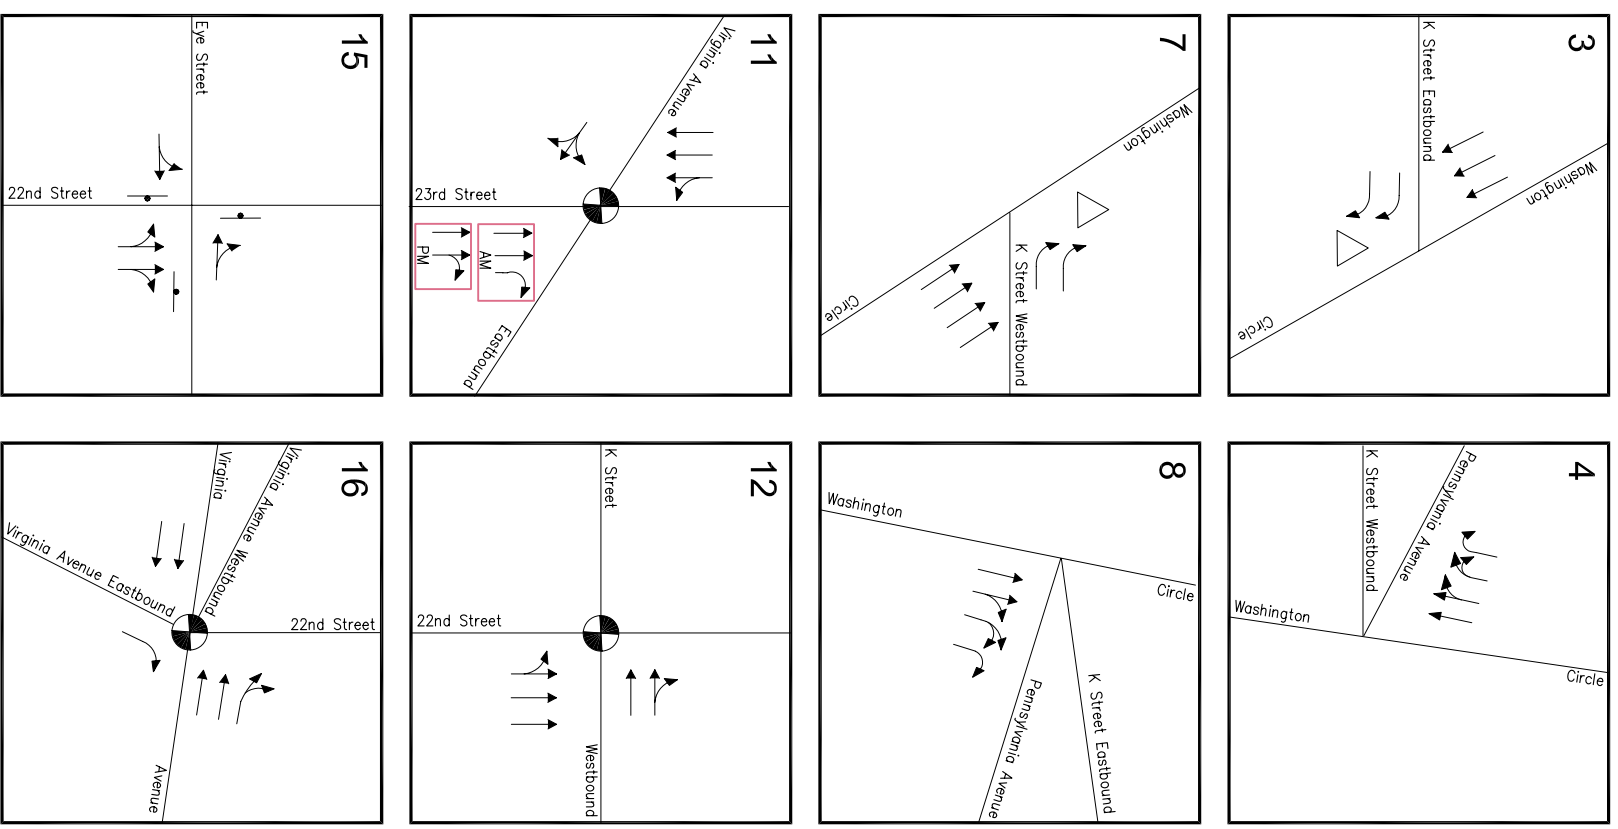 15
Eye Street
22nd Street
11
Virginia Avenue
23rd Street
PM
AM
Eastbound
7
Washington
K Street Westbound
Circle
3
K Street Eastbound
Washington
Circle
16
Virginia
Virginia Avenue Westbound
Virginia Avenue Eastbound
22nd Street
Avenue
12
K Street
22nd Street
Westbound
8
Washington
Circle
Pennsylvania Avenue
K Street Eastbound
4
K Street Westbound
Pennsylvania Avenue
Washington
Circle